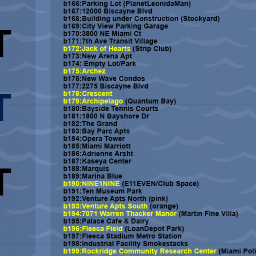 b166:Parking Lot (PlanetLeonidaMan)
b167:12000 Biscayne Blvd
b168:Building under Construction (Stockyard)
b169:City View Parking Garage
b170:3800 NE Miami Ct
b171:7th Ave Transit Village
b172:Jack of Hearts (Strip Club)
b173:New Arena Apt
b174: Empty Lot/Park
b175:Archez
b176:New Wave Condos
b177:2275 Biscayne Blvd
b178:Crescent
b179:Archipelago (Quantum Bay)
b180:Bayside Tennis Courts
b181:1800 N Bayshore Dr
b182:The Grand
b183:Bay Parc Apts
b184:Opera Tower
b185:Miami Marriott
b186:Adrienne Arsht
b187:Kaseya Center
b188:Marquis
b189:Marina Blue
b190:NINE1NINE (E11EVEN/Club Space)
b191:Ten Museum Park
b192:Venture Apts North (pink)
b193:Venture Apts South (orange)
b194:7071 Warren Thacker Manor (Martin Fine Villa)
b195:Palace Cafe & Dairy
b196:Fleeca Field (LoanDepot Park)
b197:Fleeca Stadium Metro Station
b198:Industrial Facility Smokestacks
b199:Rockridge Community Research Center (Miami